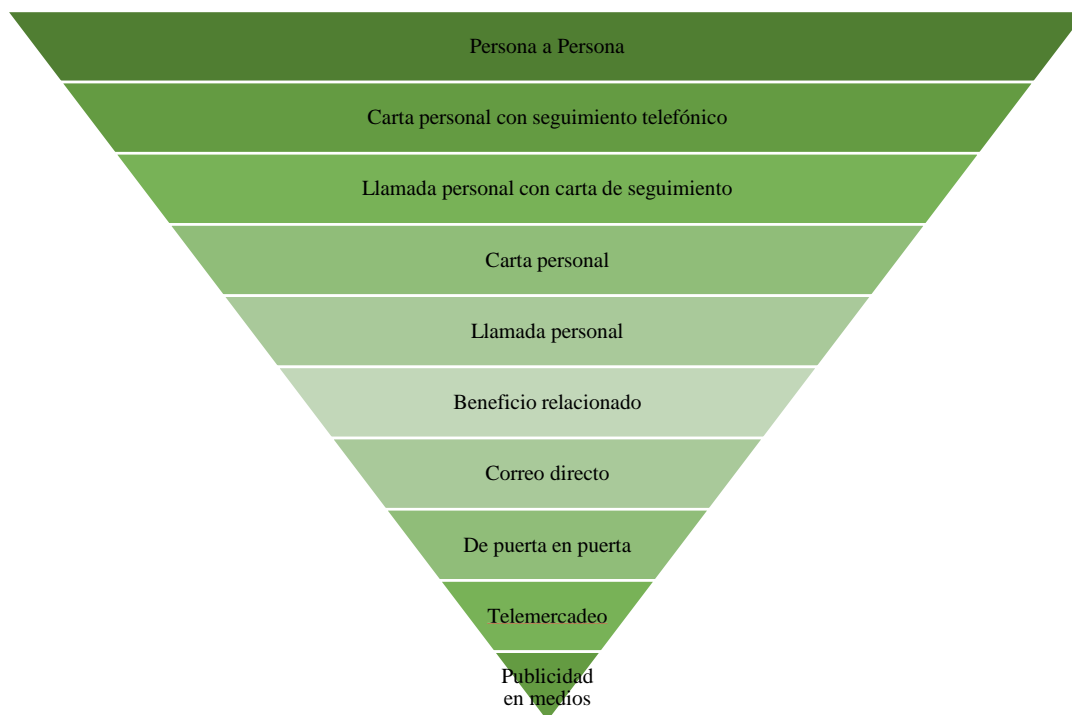 Persona a Persona
Carta personal con seguimiento telefónico
Llamada personal con carta de seguimiento
Carta personal
Llamada personal
Beneficio relacionado
Correo directo
De puerta en puerta
Telemercadeo
Publicidad
en medios